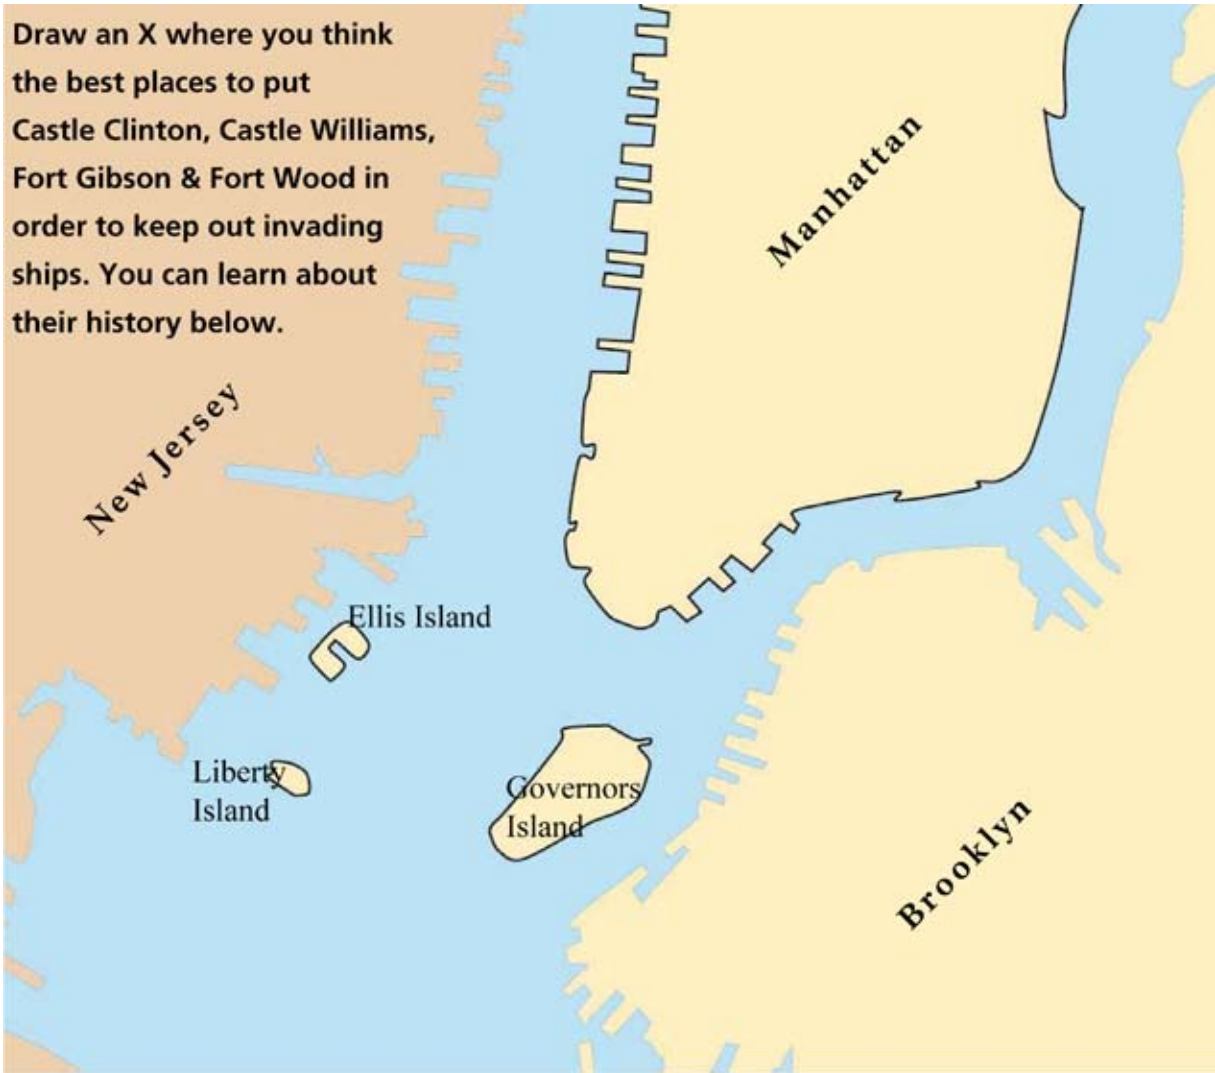 Draw an X where you think
the best places to put
Castle Clinton, Castle Williams,
Fort Gibson & Fort Wood in
order to keep out invading
ships. You can learn about
their history below.
Manhattan
New Jersey
Ellis Island
Liberty
Island
Governors
Island
Brooklyn